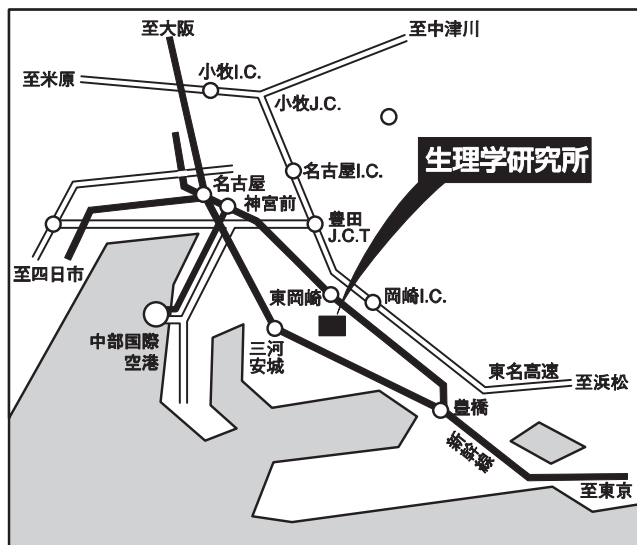 至大阪
至中津川
至米原
小牧I.C.
小牧J.C.
生理学研究所
名古屋I.C.
名古屋
神宮前
豊田
J.C.T
至四日市
東岡崎
岡崎I.C.
中部国際
空港
三河
安城
東名高速
至浜松
豊橋
新幹線
至東京